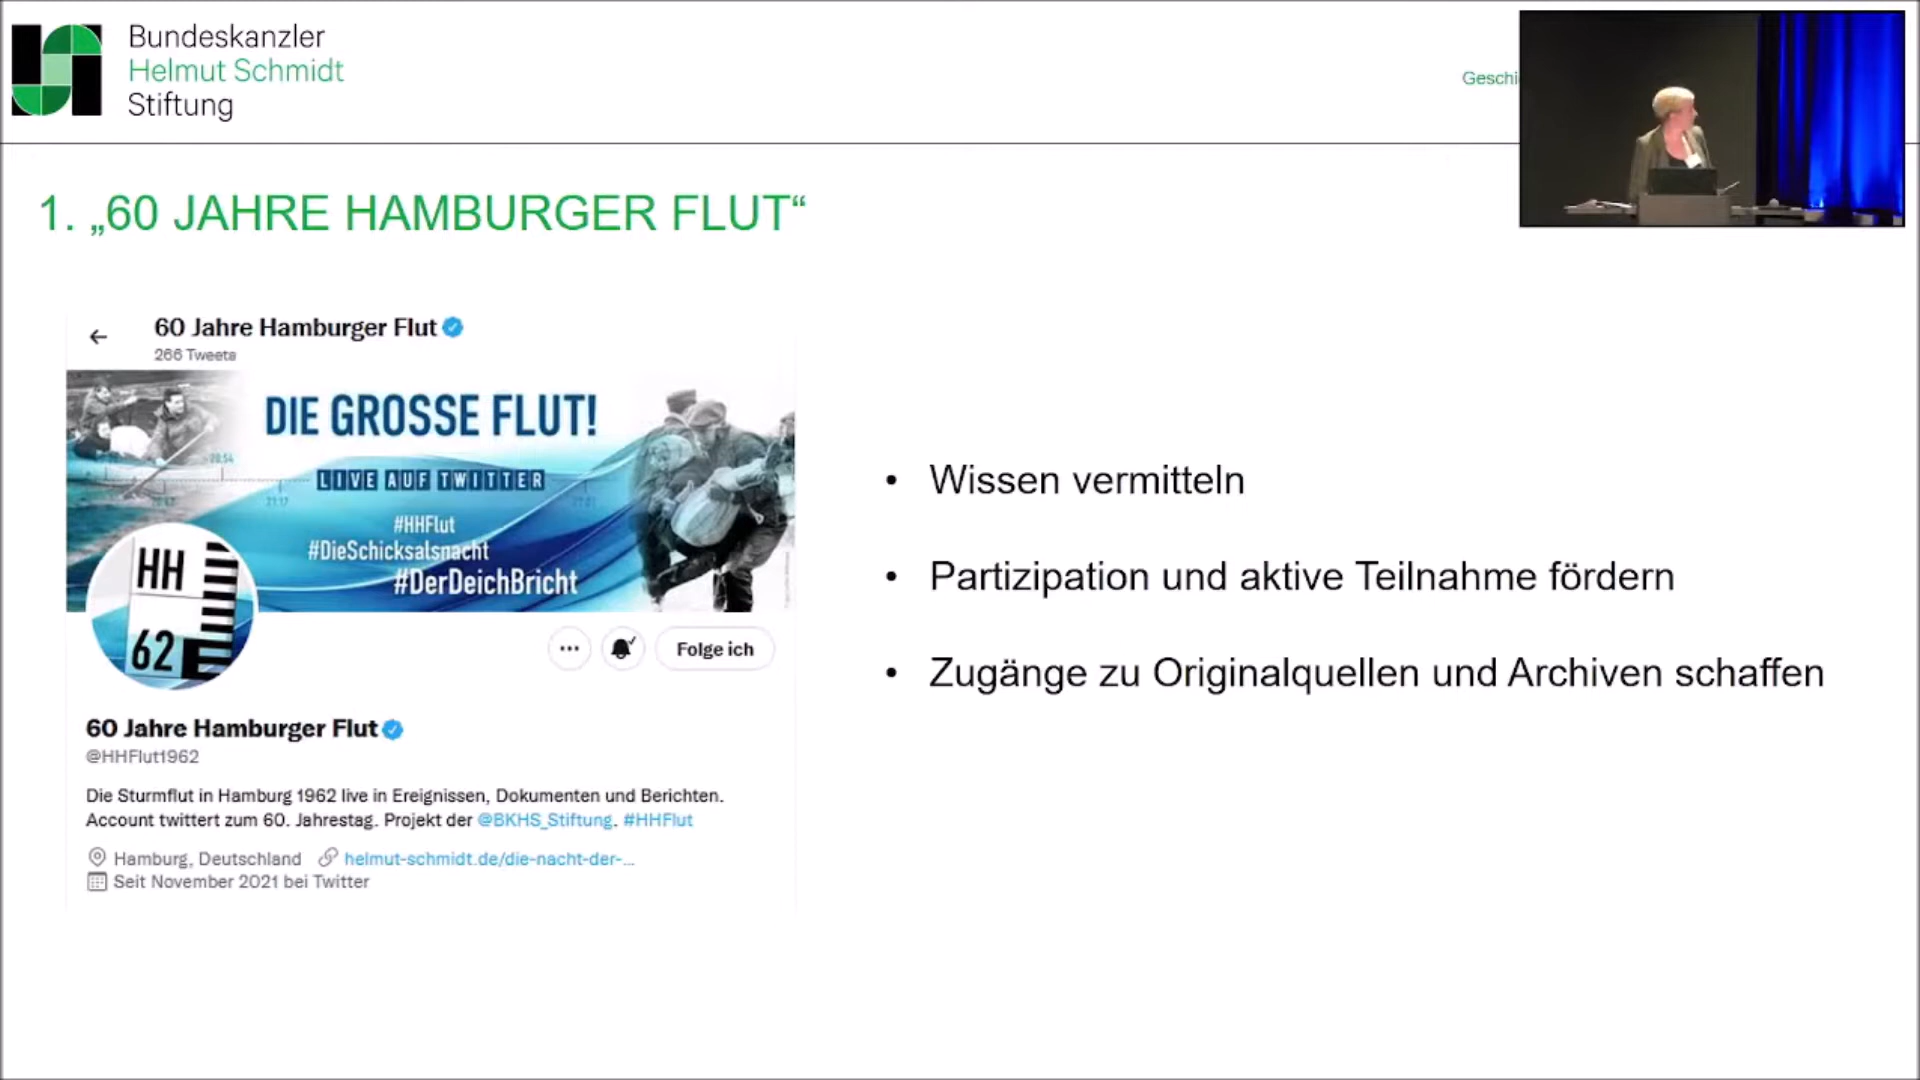 Bundeskanzler
Helmut Schmidt
Stiftung
Geschi
1. „60 JAHRE HAMBURGER FLUT“
60 Jahre Hamburger Flut
266 Tweets
DIE GROSSE FLUT!
20:54
LIVE AUF TWITTER
21:17
#HHFlut
#DieSchicksalsnacht
#DerDeichBricht
HH
62
Folge ich
60 Jahre Hamburger Flut
@HHFlut1962
Die Sturmflut in Hamburg 1962 live in Ereignissen, Dokumenten und Berichten.
Account twittert zum 60. Jahrestag. Projekt der @BKHS_Stiftung. #HHFlut
Hamburg, Deutschland helmut-schmidt.de/die-nacht-der-...
Seit November 2021 bei Twitter
• Wissen vermitteln
• Partizipation und aktive Teilnahme fördern
• Zugänge zu Originalquellen und Archiven schaffen